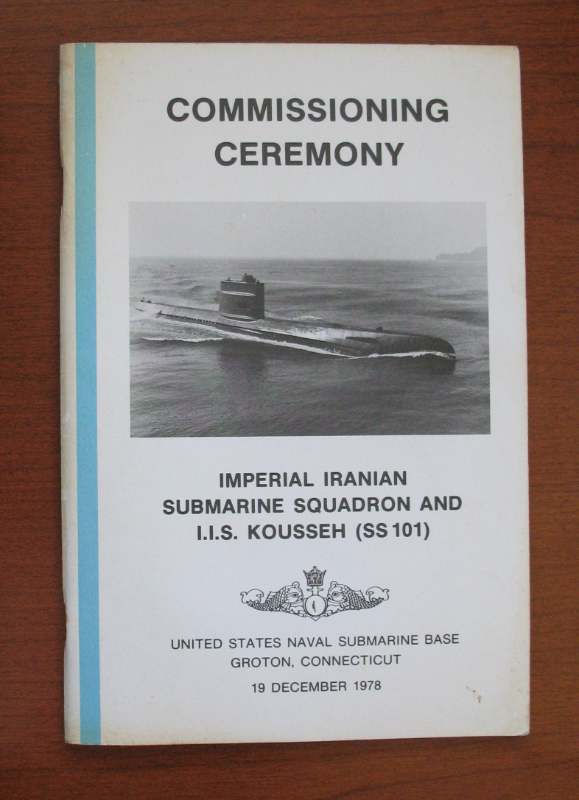 COMMISSIONING
CEREMONY
IMPERIAL IRANIAN
SUBMARINE SQUADRON AND
I.I.S. KOUSSEH (SS 101)
UNITED STATES NAVAL SUBMARINE BASE
GROTON, CONNECTICUT
19 DECEMBER 1978